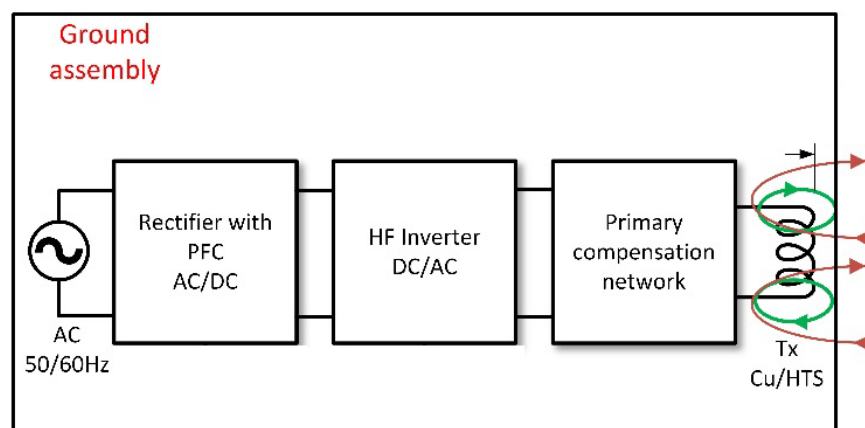 Ground
assembly
Rectifier with
PFC
AC/DC
HF Inverter
DC/AC
Primary
compensation
network
AC
50/60Hz
Tx
Cu/HTS